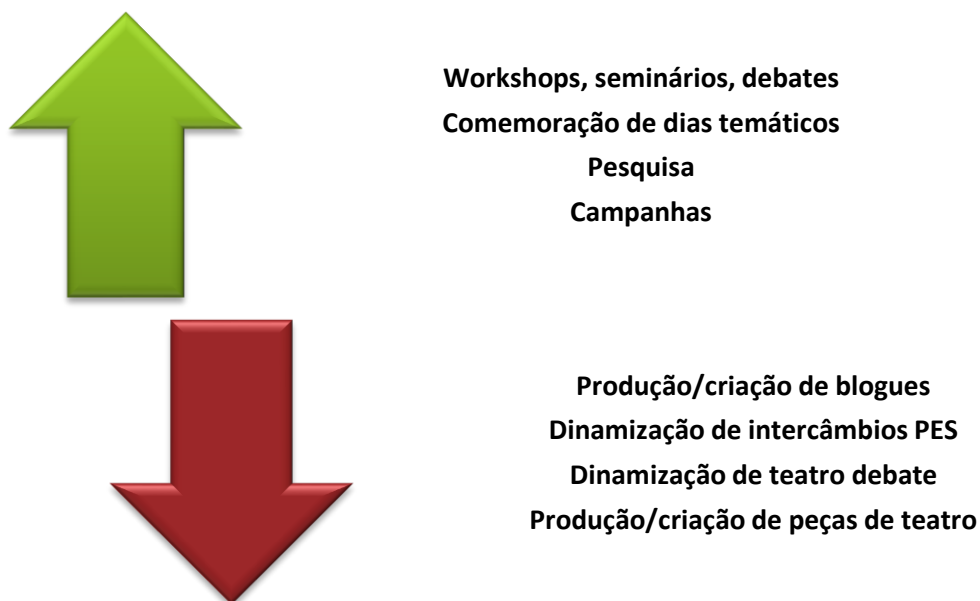 Workshops, seminários, debates
Comemoração de dias temáticos
Pesquisa
Campanhas
Produção/criação de blogues
Dinamização de intercâmbios PES
Dinamização de teatro debate
Produção/criação de peças de teatro